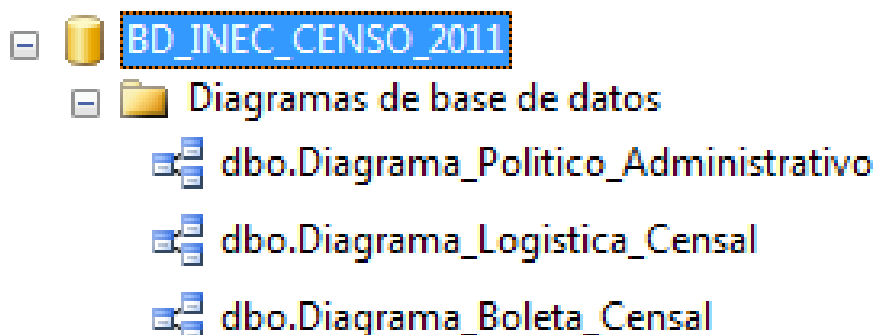 BD_INEC_CENSO_2011
Diagramas de base de datos
dbo.Diagrama_Politico_Administrativo
dbo.Diagrama_Logistica_Censal
dbo.Diagrama_Boleta_Censal